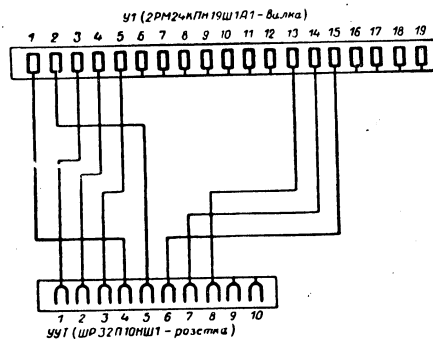 У1 (2РМ24КПН19Ш1А1 - вилка)
1 2 3 4 5 6 7 8 9 10 11 12 13 14 15 16 17 18 19
1 2 3 4 5 6 7 8 9 10
УУТ (ШР32П10НШ1 - розетка)